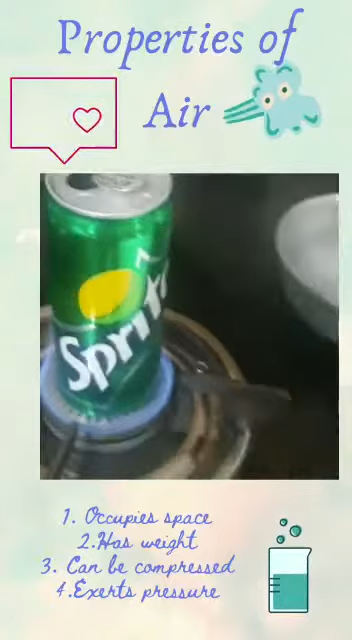 Properties of
Air
Sprite
1. Occupies space
2.Has weight
3. Can be compressed
4.Exerts pressure